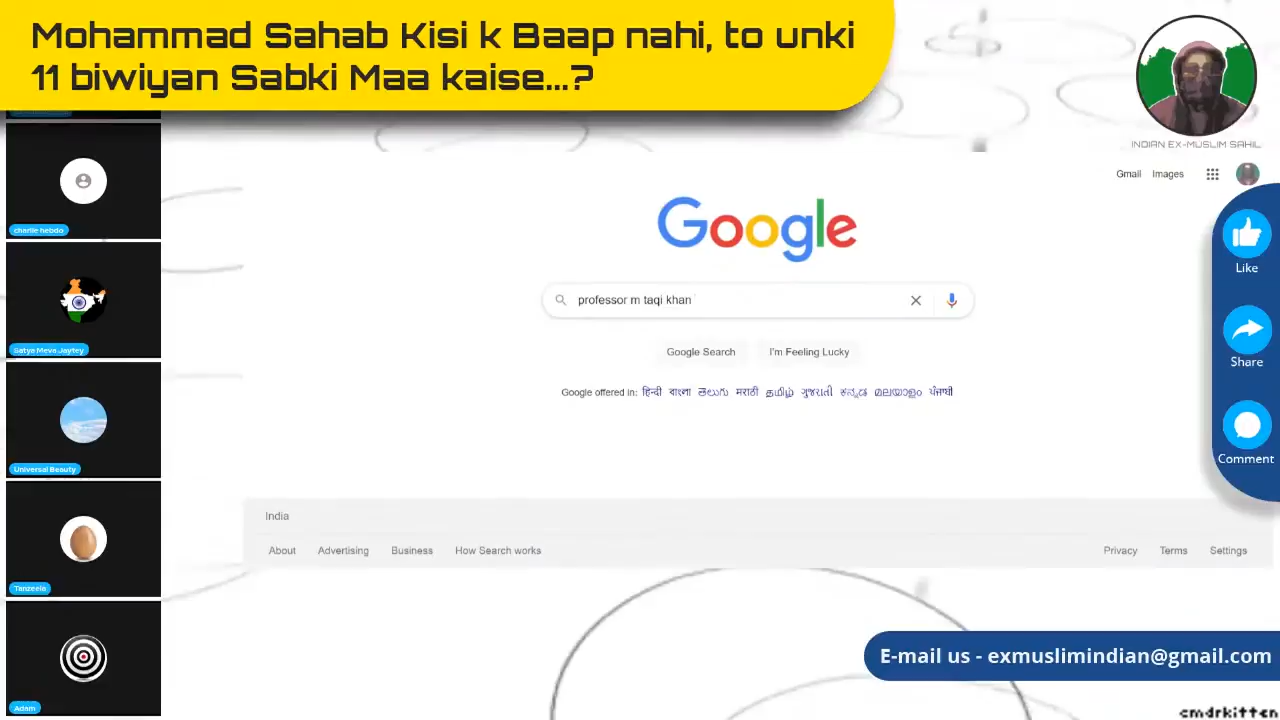 Mohammad Sahab Kisi k Baap nahi, to unki
11 biwiyan Sabki Maa kaise...?
INDIAN EX-MUSLIM SAHIL
Gmail Images
charlie hebdo
Google
Like
professor m taqi khan
Satya Meva Jaytey
Google Search I'm Feeling Lucky
Share
Google offered in: हिन्दी বাংলা తెలుగు मराठी தமிழ் ગુજરાતી ಕನ್ನಡ മലയാളം ਪੰਜਾਬੀ
Universal Beauty
Comment
India
About Advertising Business How Search works Privacy Terms Settings
Tanzeela
E-mail us - exmuslimindian@gmail.com
Adam
cmdrkitten